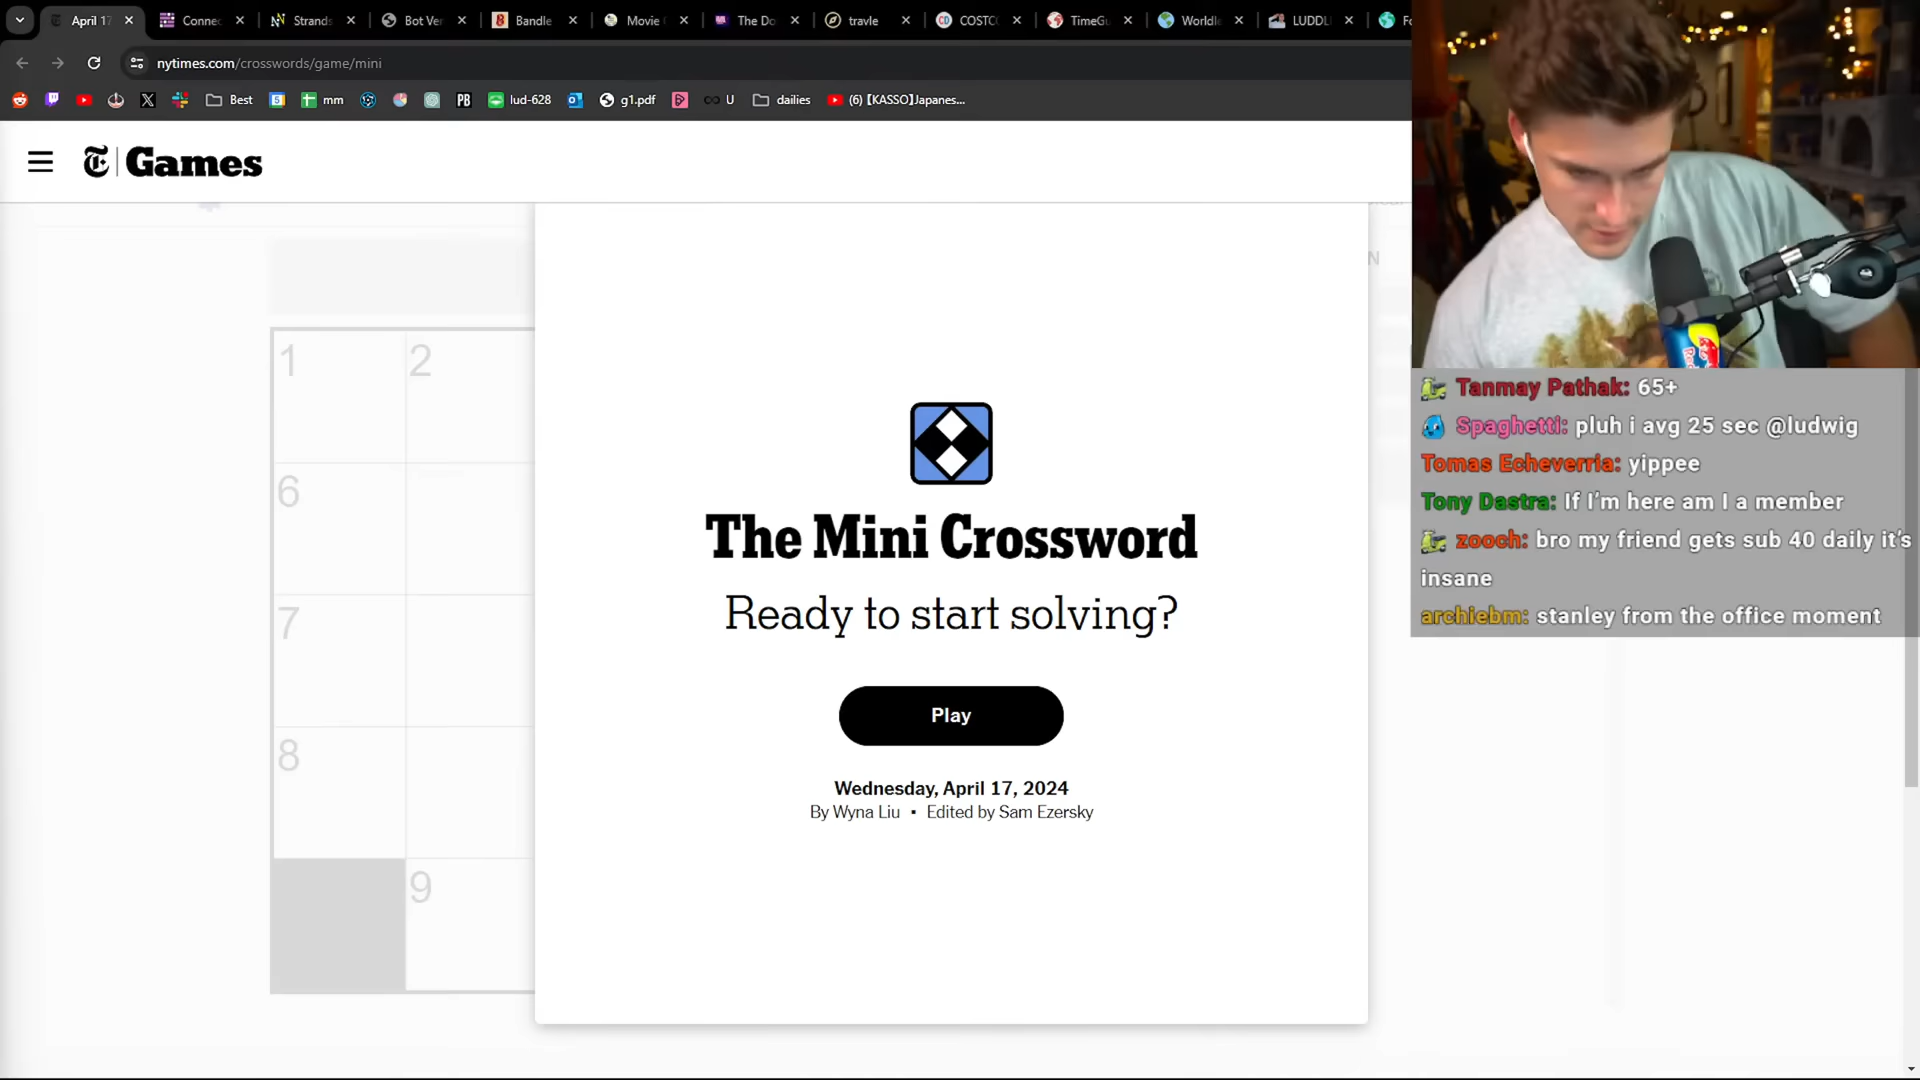 April 17
Connec
Strands
Bot Ver
Bandle
Movie
The Do
travle
COSTC
TimeGu
Worldle
LUDDL
Fo
nytimes.com/crosswords/game/mini
Best
mm
PB
lud-628
g1.pdf
U
dailies
(6) [KASSO]Japanes...
Games
1
2
6
7
8
9
N
The Mini Crossword
Ready to start solving?
Play
Wednesday, April 17, 2024
By Wyna Liu • Edited by Sam Ezersky
Tanmay Pathak: 65+
Spaghetti: pluh i avg 25 sec @ludwig
Tomas Echeverria: yippee
Tony Dastra: If I'm here am I a member
zooch: bro my friend gets sub 40 daily it's
insane
archiebm: stanley from the office moment